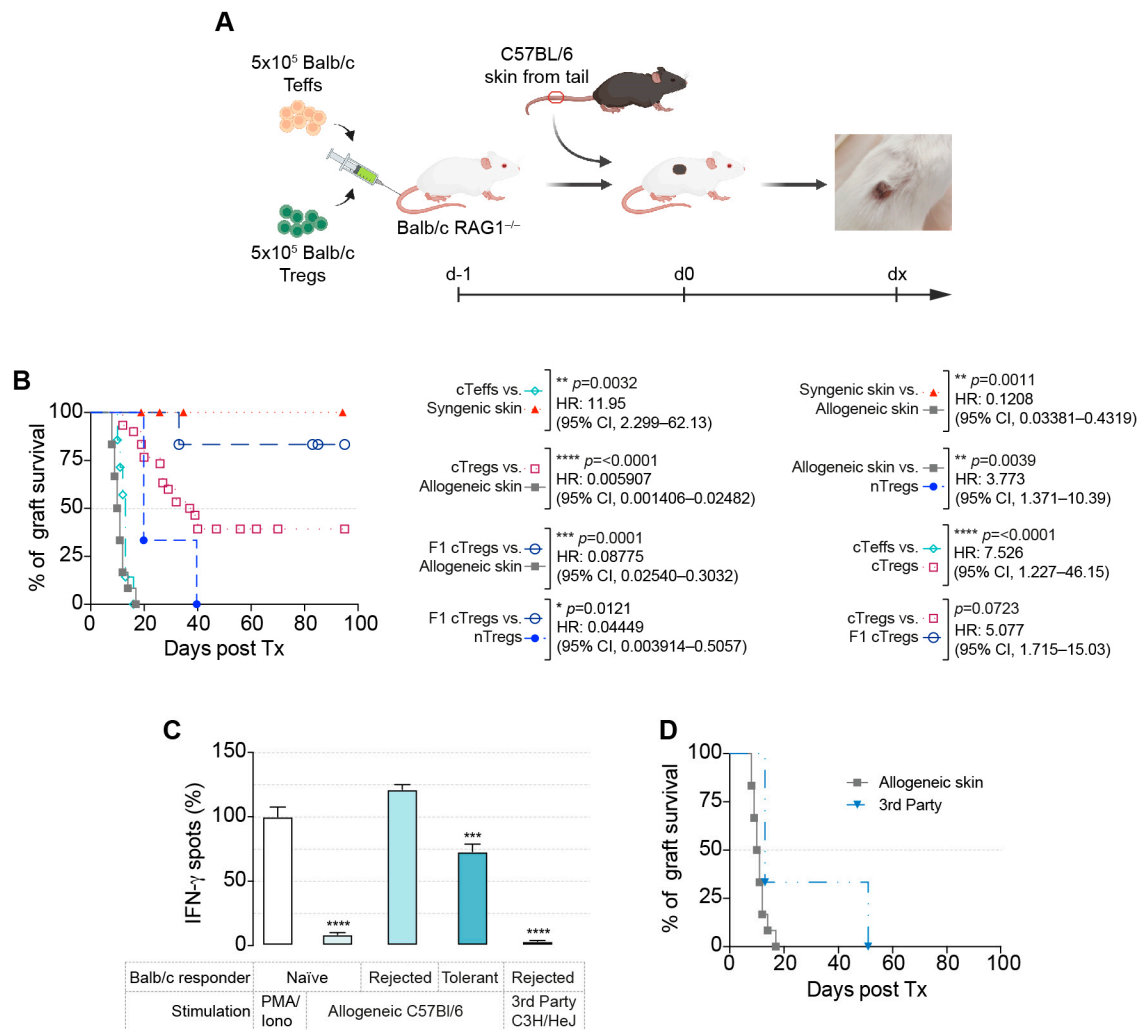 A
5x10⁵ Balb/c
Teffs
C57BL/6
skin from tail
Balb/c RAG1⁻/⁻
5x10⁵ Balb/c
Tregs
d-1
d0
dx
B
100
75
50
25
0
% of graft survival
0 20 40 60 80 100
Days post Tx
cTeffs vs.
Syngenic skin
** p=0.0032
HR: 11.95
(95% CI, 2.299–62.13)
cTregs vs.
Allogeneic skin
**** p=<0.0001
HR: 0.005907
(95% CI, 0.001406–0.02482)
F1 cTregs vs.
Allogeneic skin
*** p=0.0001
HR: 0.08775
(95% CI, 0.02540–0.3032)
F1 cTregs vs.
nTregs
* p=0.0121
HR: 0.04449
(95% CI, 0.003914–0.5057)
Syngenic skin vs.
Allogeneic skin
** p=0.0011
HR: 0.1208
(95% CI, 0.03381–0.4319)
Allogeneic skin vs.
nTregs
** p=0.0039
HR: 3.773
(95% CI, 1.371–10.39)
cTeffs vs.
cTregs
**** p=<0.0001
HR: 7.526
(95% CI, 1.227–46.15)
cTregs vs.
F1 cTregs
p=0.0723
HR: 5.077
(95% CI, 1.715–15.03)
C
150
100
50
0
IFN-γ spots (%)
****
***
****
Balb/c responder Naïve Rejected Tolerant Rejected
Stimulation PMA/ Iono Allogeneic C57Bl/6 3rd Party C3H/HeJ
D
100
75
50
25
0
% of graft survival
Allogeneic skin
3rd Party
0 20 40 60 80 100
Days post Tx